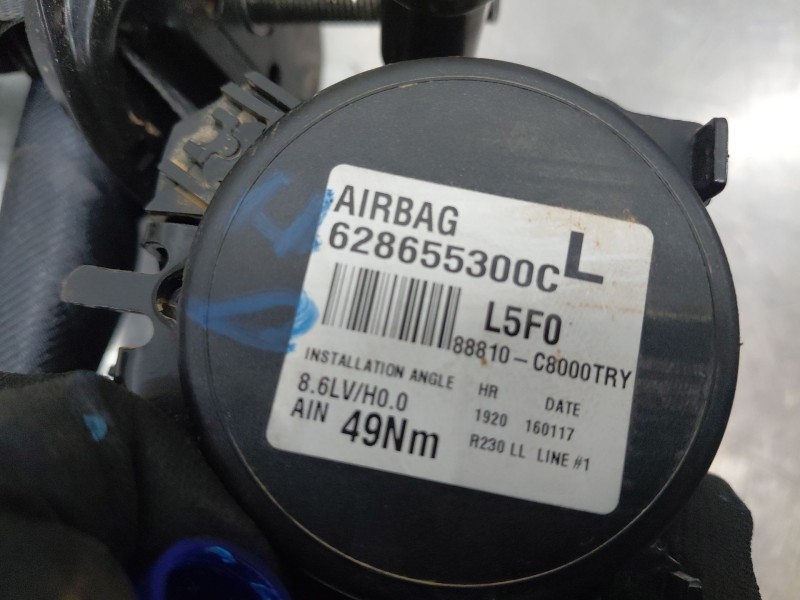 AIRBAG L
628655300C
L5F0
88810-C8000TRY
INSTALLATION ANGLE HR DATE
8.6LV/H0.0 1920 160117
AIN 49Nm R230 LL LINE #1